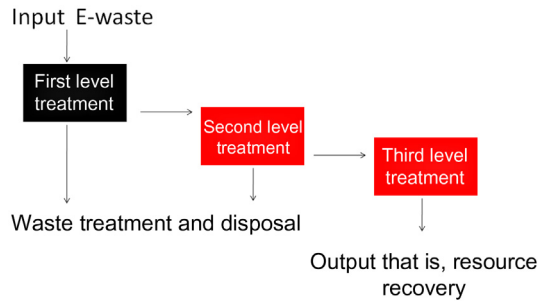 Input E-waste
First level
treatment
Second level
treatment
Third level
treatment
Waste treatment and disposal
Output that is, resource
recovery